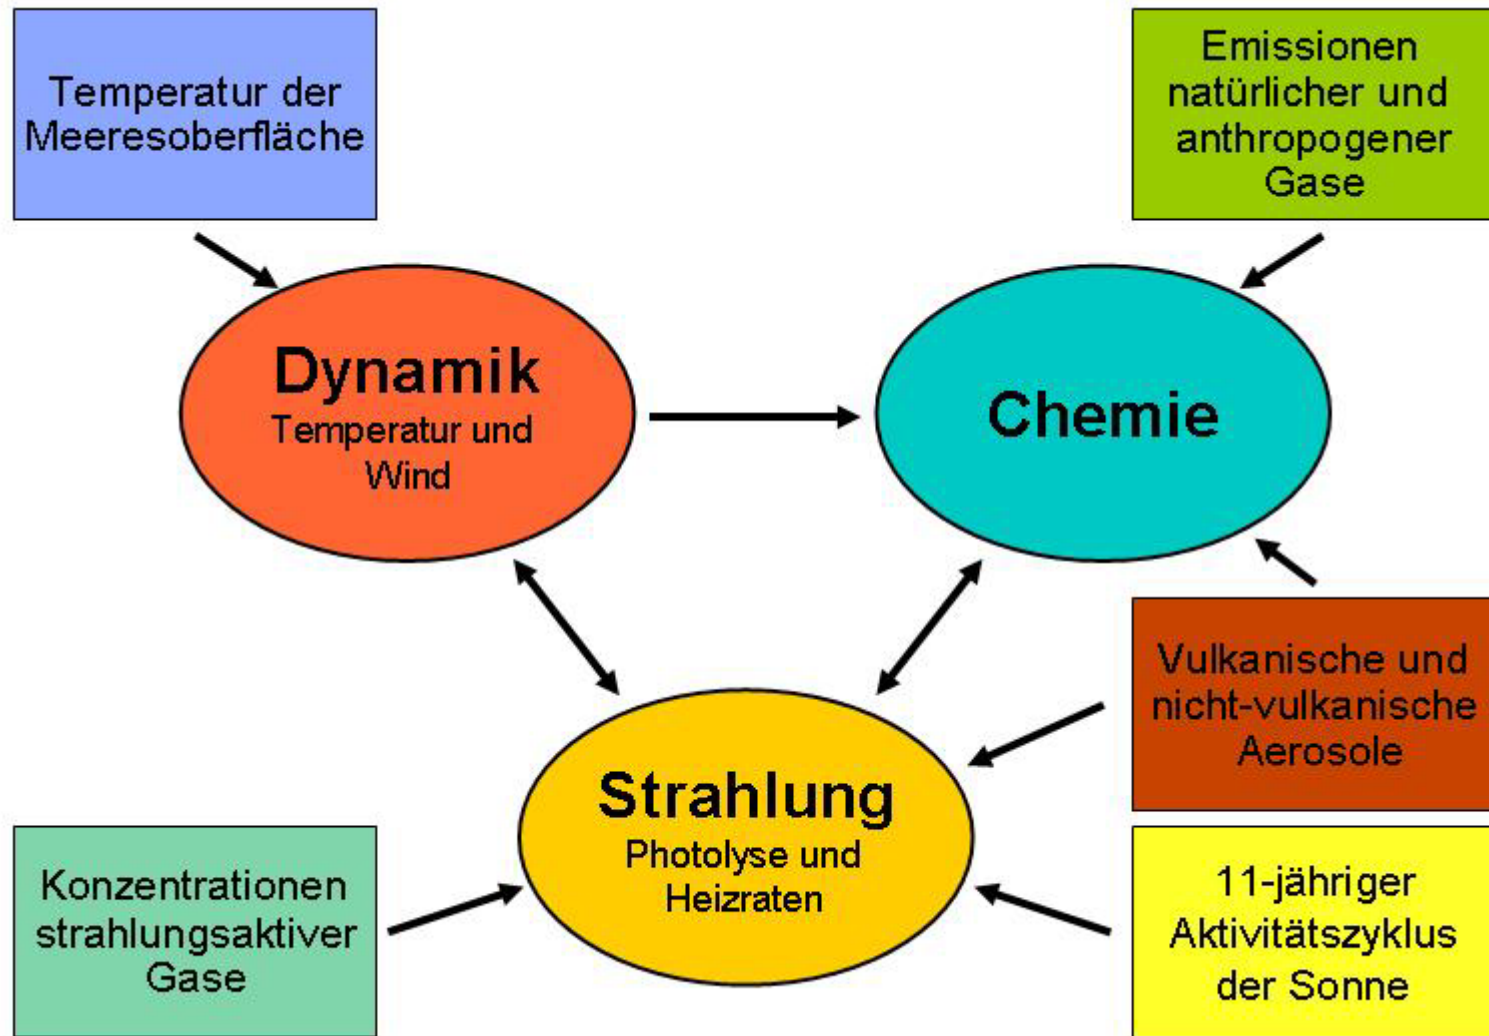 Temperatur der
Meeresoberfläche
Emissionen
natürlicher und
anthropogener
Gase
Dynamik
Temperatur und
Wind
Chemie
Vulkanische und
nicht-vulkanische
Aerosole
Strahlung
Photolyse und
Heizraten
Konzentrationen
strahlungsaktiver
Gase
11-jähriger
Aktivitätszyklus
der Sonne